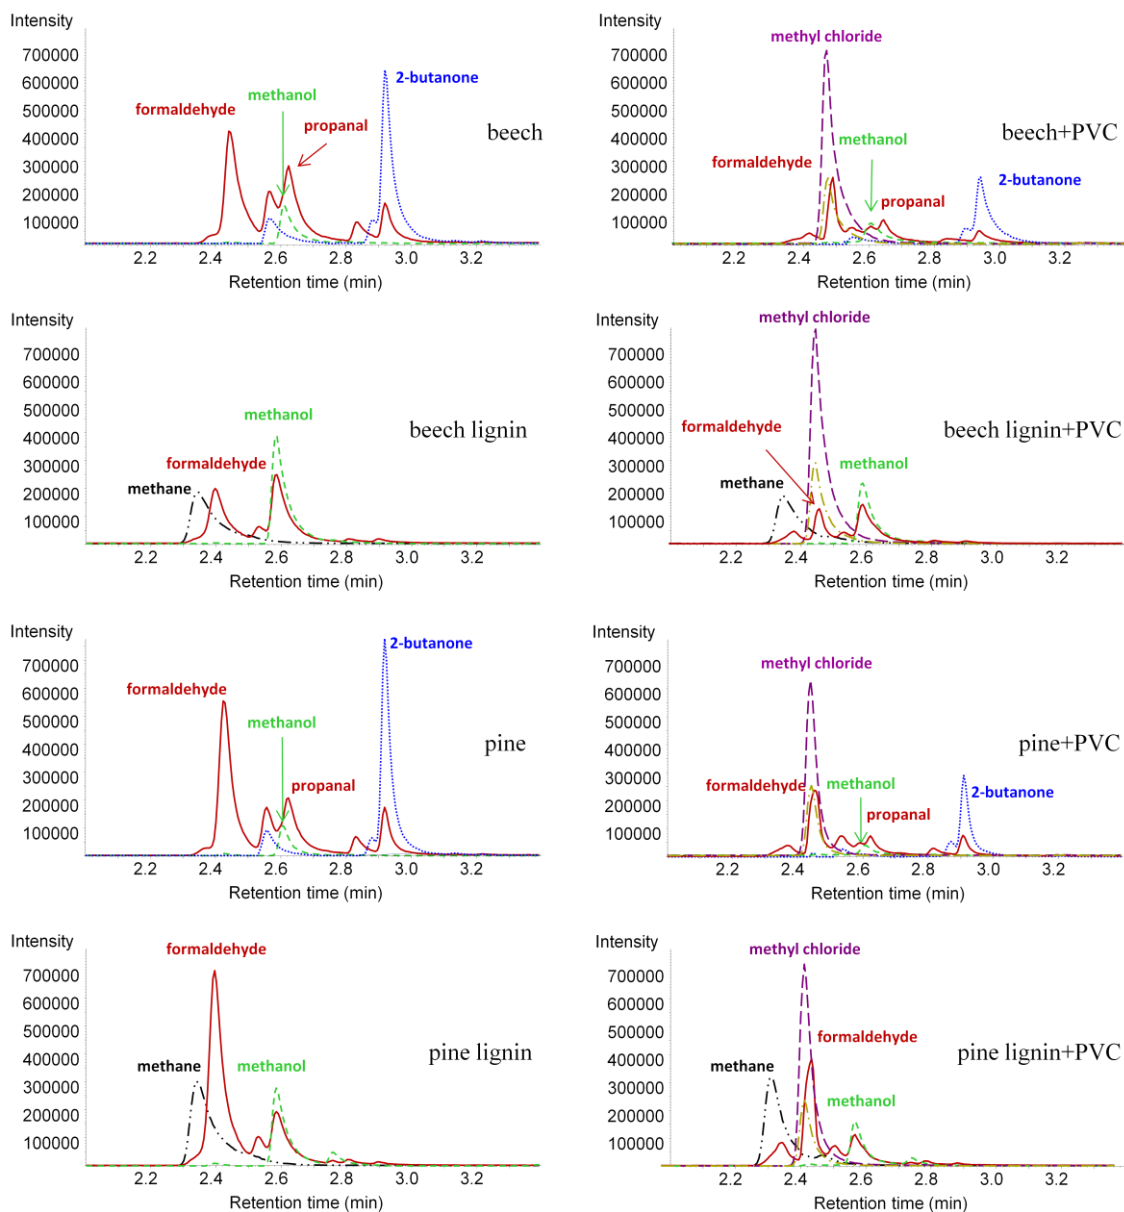 Intensity
700000
600000
500000
400000
300000
200000
100000
formaldehyde
methanol
propanal
2-butanone
beech
2.2 2.4 2.6 2.8 3.0 3.2
Retention time (min)
Intensity
700000
600000
500000
400000
300000
200000
100000
methyl chloride
formaldehyde
methanol
propanal
2-butanone
beech+PVC
2.2 2.4 2.6 2.8 3.0 3.2
Retention time (min)
Intensity
700000
600000
500000
400000
300000
200000
100000
methane
formaldehyde
methanol
beech lignin
2.2 2.4 2.6 2.8 3.0 3.2
Retention time (min)
Intensity
700000
600000
500000
400000
300000
200000
100000
methyl chloride
formaldehyde
methane
methanol
beech lignin+PVC
2.2 2.4 2.6 2.8 3.0 3.2
Retention time (min)
Intensity
700000
600000
500000
400000
300000
200000
100000
formaldehyde
methanol
propanal
2-butanone
pine
2.2 2.4 2.6 2.8 3.0 3.2
Retention time (min)
Intensity
700000
600000
500000
400000
300000
200000
100000
methyl chloride
formaldehyde
methanol
propanal
2-butanone
pine+PVC
2.2 2.4 2.6 2.8 3.0 3.2
Retention time (min)
Intensity
700000
600000
500000
400000
300000
200000
100000
formaldehyde
methane
methanol
pine lignin
2.2 2.4 2.6 2.8 3.0 3.2
Retention time (min)
Intensity
700000
600000
500000
400000
300000
200000
100000
methyl chloride
formaldehyde
methane
methanol
pine lignin+PVC
2.2 2.4 2.6 2.8 3.0 3.2
Retention time (min)